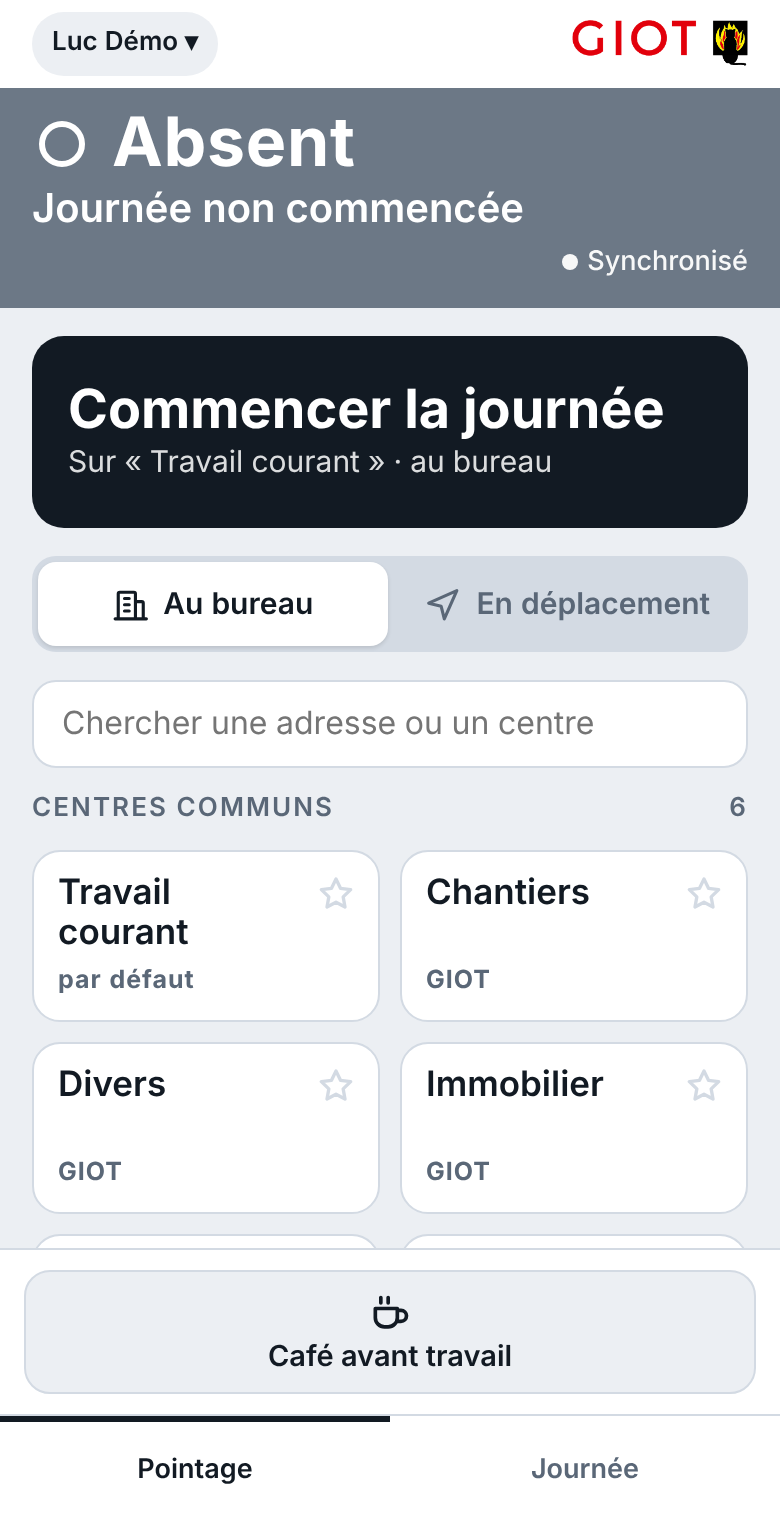 Luc Démo ▾
GIOT
Absent
Journée non commencée
Synchronisé
Commencer la journée
Sur « Travail courant » · au bureau
Au bureau
En déplacement
Chercher une adresse ou un centre
CENTRES COMMUNS
6
Travail
courant
par défaut
Chantiers
GIOT
Divers
GIOT
Immobilier
GIOT
Café avant travail
Pointage
Journée